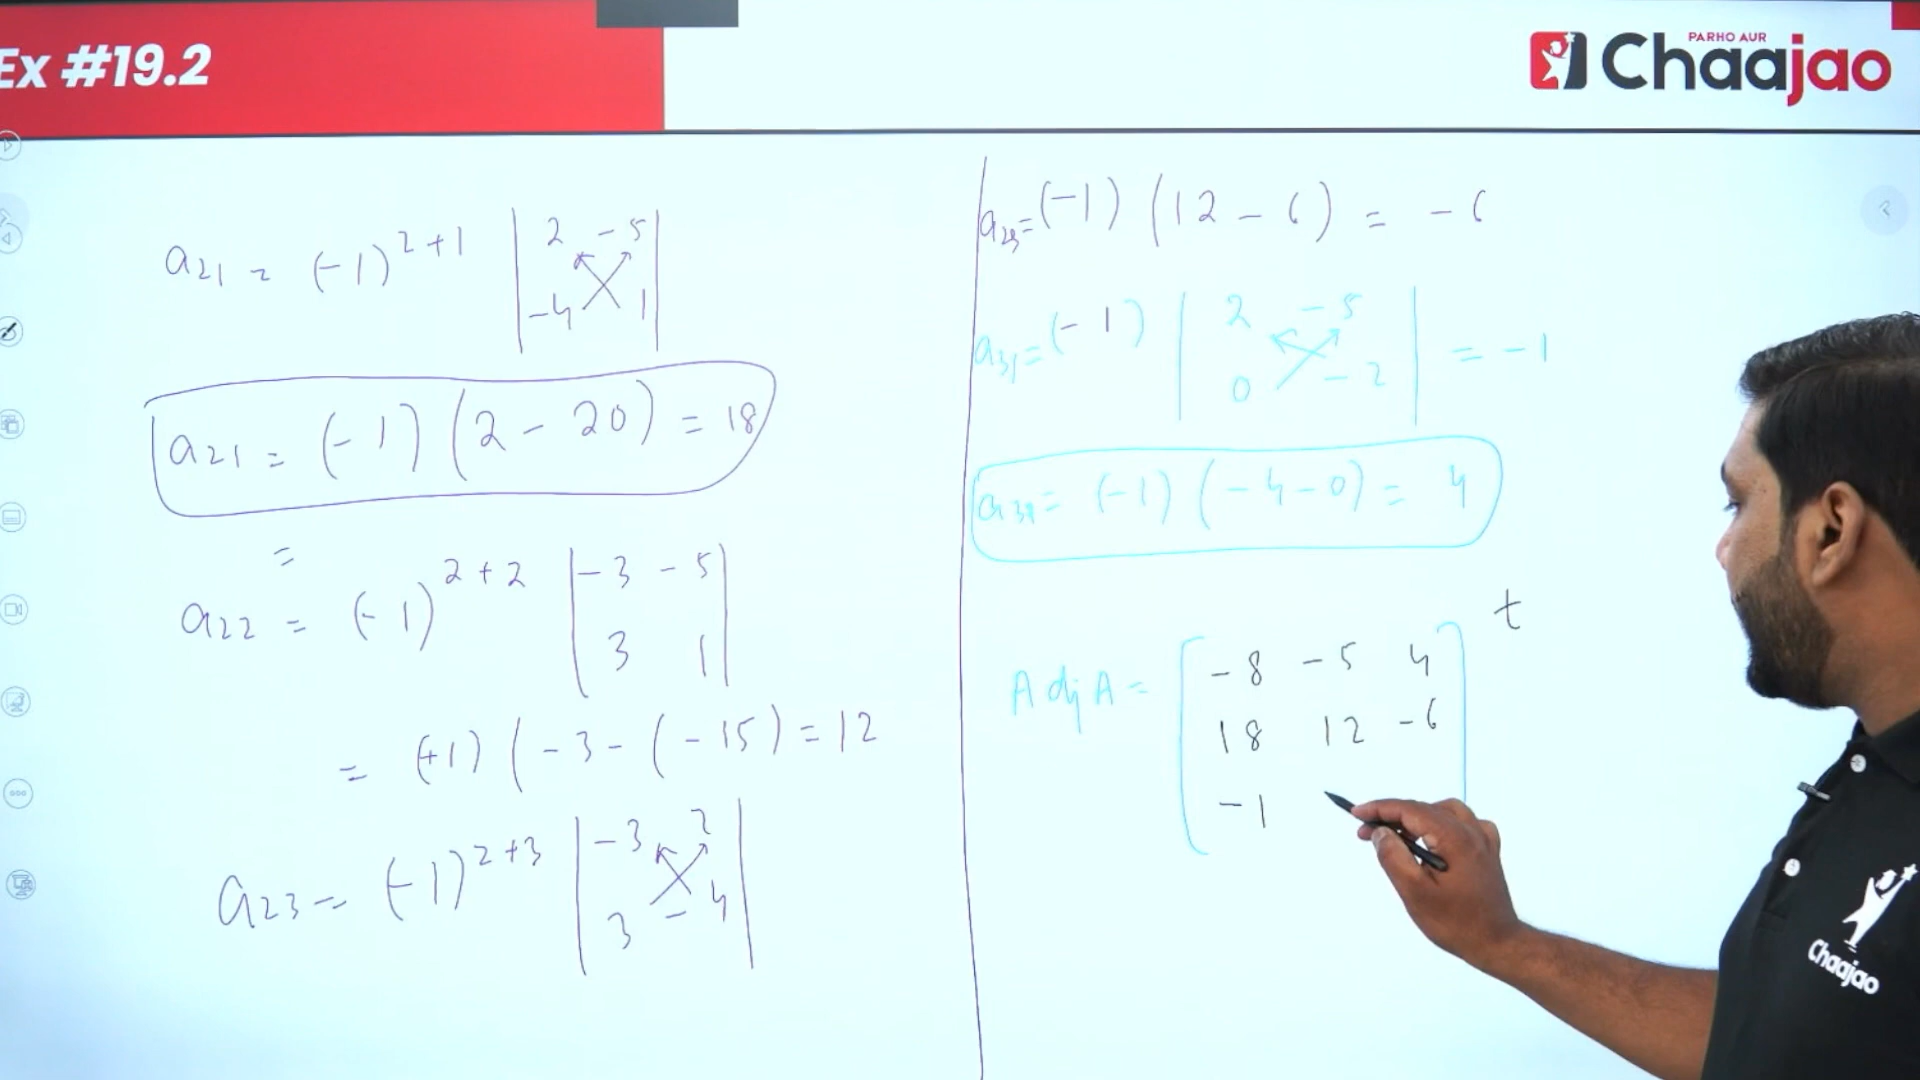 Ex #19.2
PARHO AUR
Chaajao
a21 = (-1)^2+1 | 2 -5 |
| -4 1 |
a21 = (-1) (2 - 20) = 18
=
a22 = (-1)^2+2 | -3 -5 |
| 3 1 |
= (+1) ( -3 - ( -15) = 12
a23 = (-1)^2+3 | -3 2 |
| 3 -4 |
a23 = (-1) (12 - 6) = -6
a31 = (-1) | 2 -5 | = -1
| 0 -2 |
= (-1) (-4-0) = 4
Adj A = [ -8 -5 4 ] t
18 12 -6
-1
Chaajao